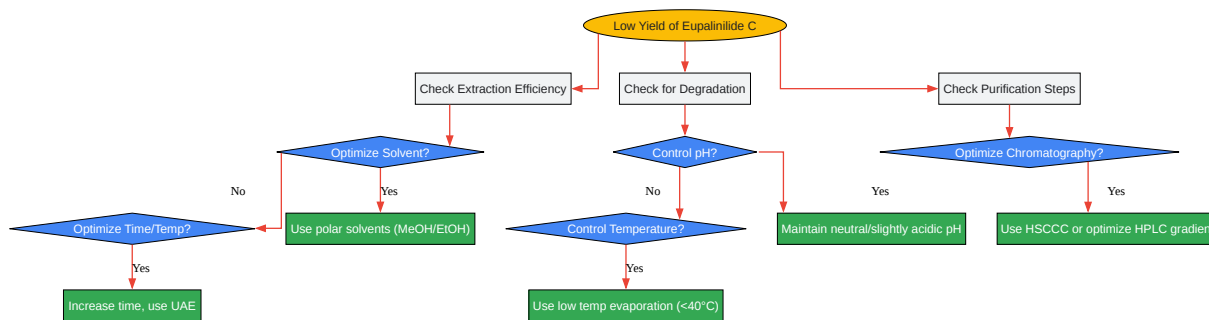 Low Yield of Eupalinilide C
Check Extraction Efficiency
Check for Degradation
Check Purification Steps
Optimize Solvent?
Control pH?
Optimize Chromatography?
No
Yes
No
Yes
Yes
Optimize Time/Temp?
Use polar solvents (MeOH/EtOH)
Control Temperature?
Maintain neutral/slightly acidic pH
Use HSCCC or optimize HPLC gradient
Yes
Yes
Increase time, use UAE
Use low temp evaporation (<40°C)